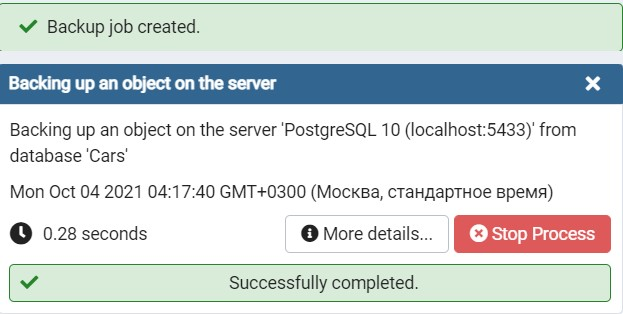 Backup job created.
Backing up an object on the server
Backing up an object on the server 'PostgreSQL 10 (localhost:5433)' from
database 'Cars'
Mon Oct 04 2021 04:17:40 GMT+0300 (Москва, стандартное время)
0.28 seconds More details... Stop Process
Successfully completed.